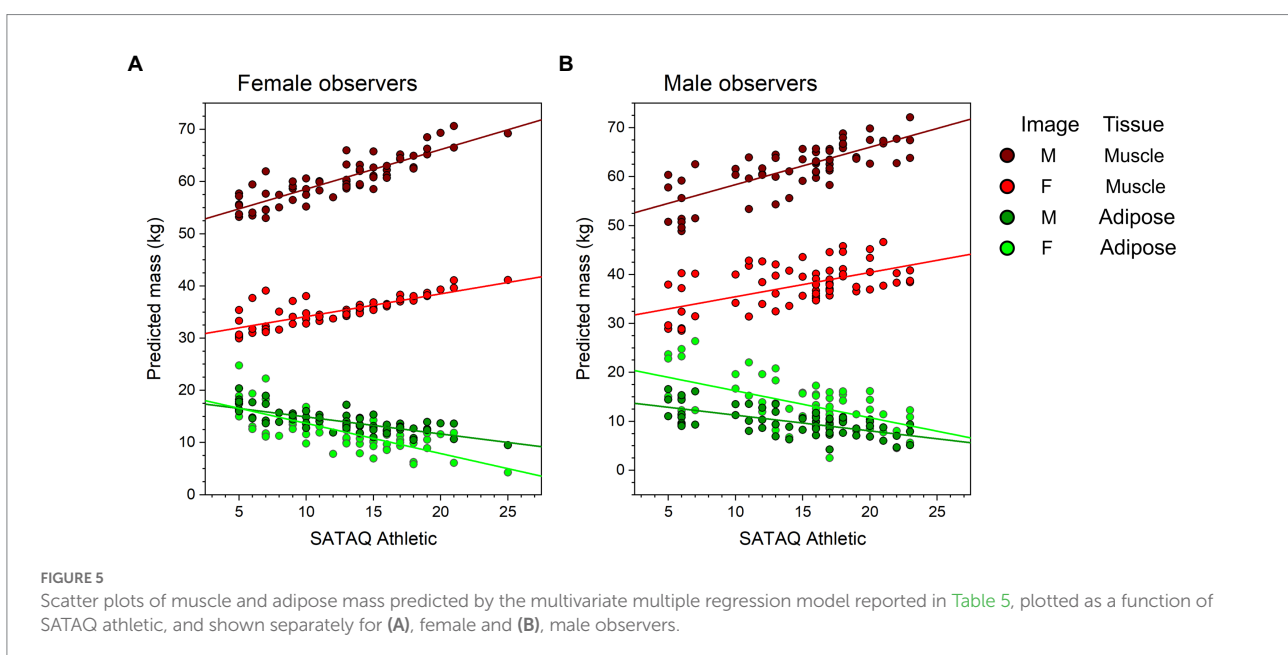 A
Female observers
Predicted mass (kg)
70
60
50
40
30
20
10
0
5 10 15 20 25
SATAQ Athletic
B
Male observers
Predicted mass (kg)
70
60
50
40
30
20
10
0
5 10 15 20 25
SATAQ Athletic
Image Tissue
M Muscle
F Muscle
M Adipose
F Adipose
FIGURE 5
Scatter plots of muscle and adipose mass predicted by the multivariate multiple regression model reported in Table 5, plotted as a function of
SATAQ athletic, and shown separately for (A), female and (B), male observers.